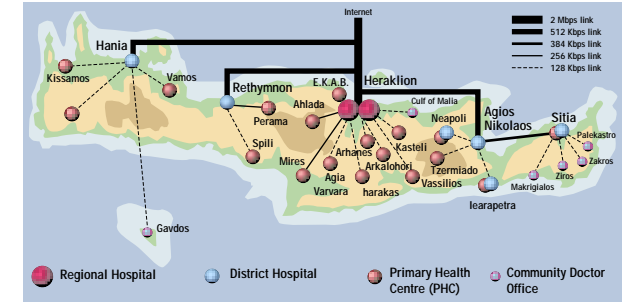 Internet
2 Mbps link
512 Kbps link
384 Kbps link
256 Kbps link
128 Kbps link
Hania
Kissamos
Vamos
Rethymnon
E.K.A.B.
Heraklion
Ahlada
Perama
Culf of Malia
Neapoli
Agios
Nikolaos
Sitia
Palekastro
Spili
Mires
Arhanes
Kasteli
Arkalohori
Agia
Varvara
harakas
Tzermiado
Vassilios
Zakros
Ziros
Makrigialos
Iearapetra
Gavdos
Regional Hospital
District Hospital
Primary Health
Centre (PHC)
Community Doctor
Office